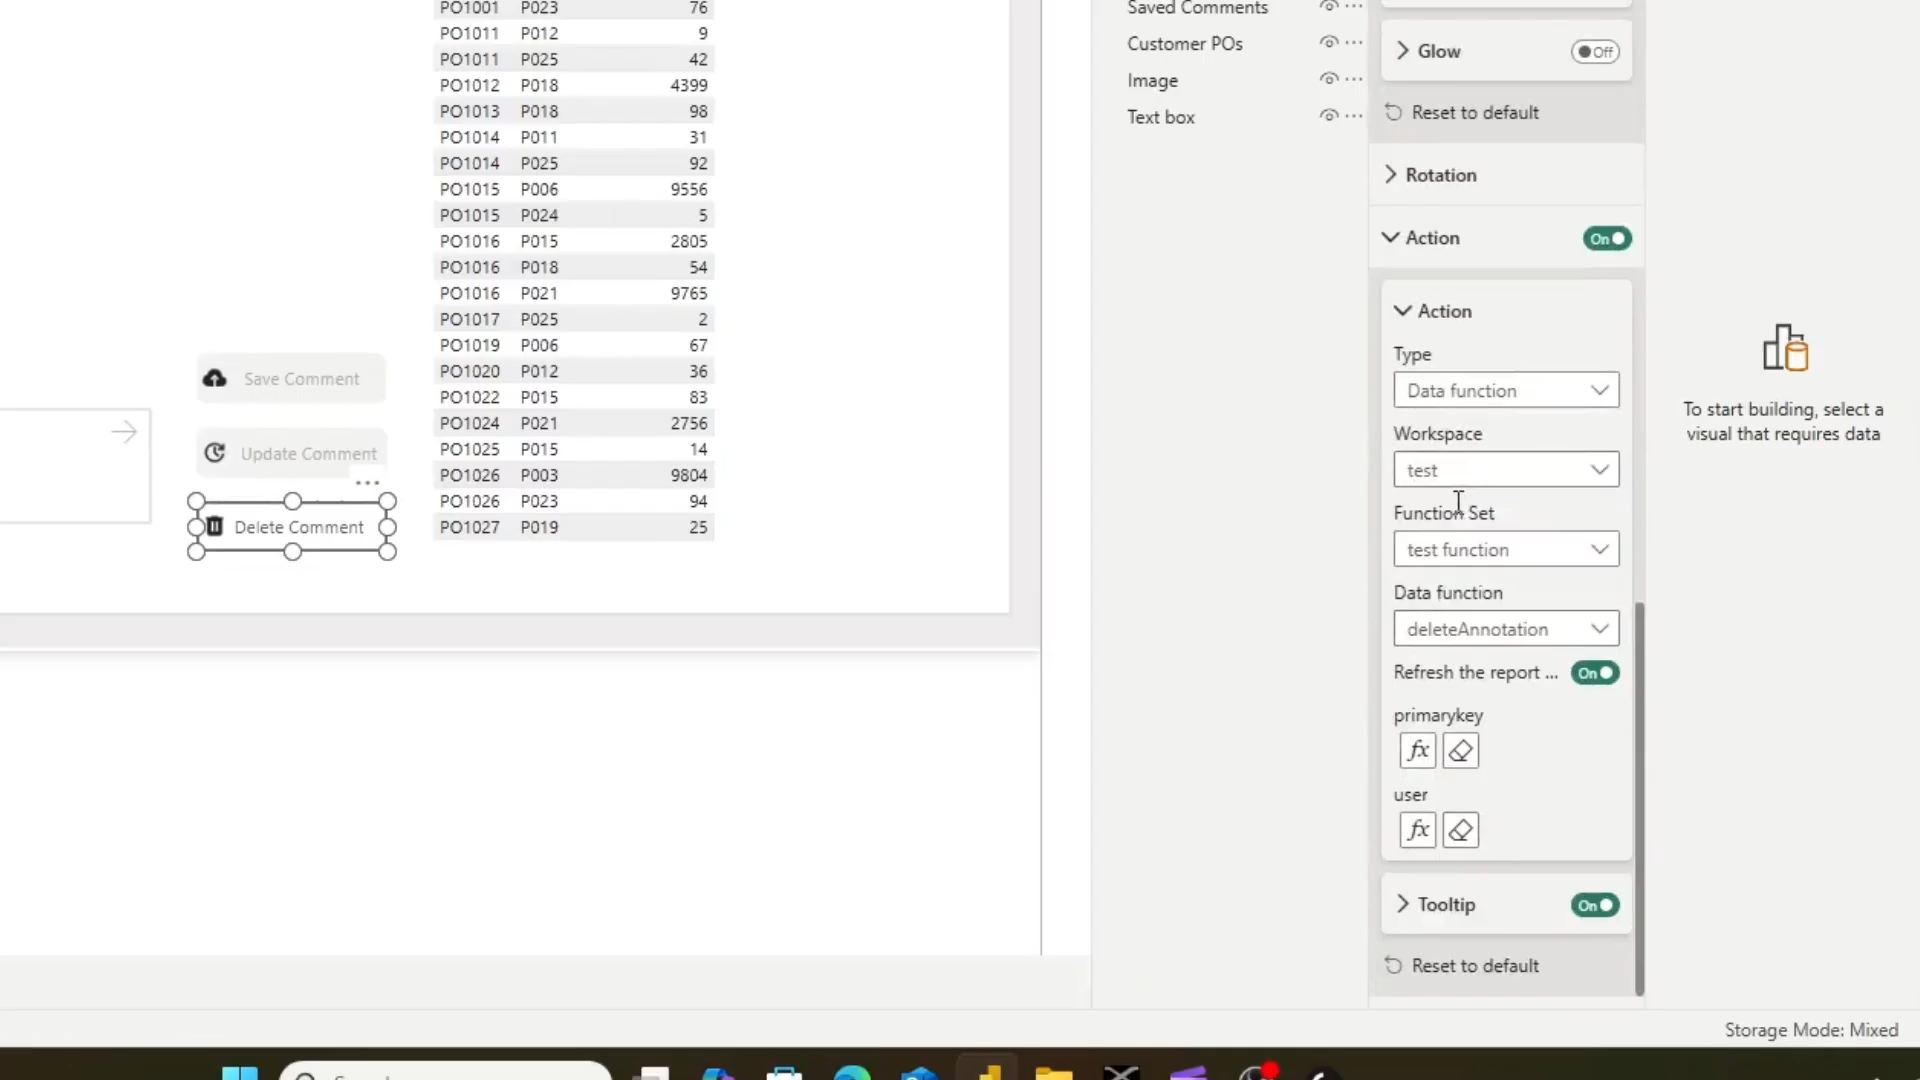 PO1001 P023 76
PO1011 P012 9
PO1011 P025 42
PO1012 P018 4399
PO1013 P018 98
PO1014 P011 31
PO1014 P025 92
PO1015 P006 9556
PO1015 P024 5
PO1016 P015 2805
PO1016 P018 54
PO1016 P021 9765
PO1017 P025 2
PO1019 P006 67
PO1020 P012 36
PO1022 P015 83
PO1024 P021 2756
PO1025 P015 14
PO1026 P003 9804
PO1026 P023 94
PO1027 P019 25
Save Comment
Update Comment
Delete Comment
Saved Comments
Customer POs
Image
Text box
Glow Off
Reset to default
Rotation
Action On
Action
Type
Data function
Workspace
test
Function Set
test function
Data function
deleteAnnotation
Refresh the report ... On
primarykey
fx
user
fx
Tooltip On
Reset to default
To start building, select a
visual that requires data
Storage Mode: Mixed